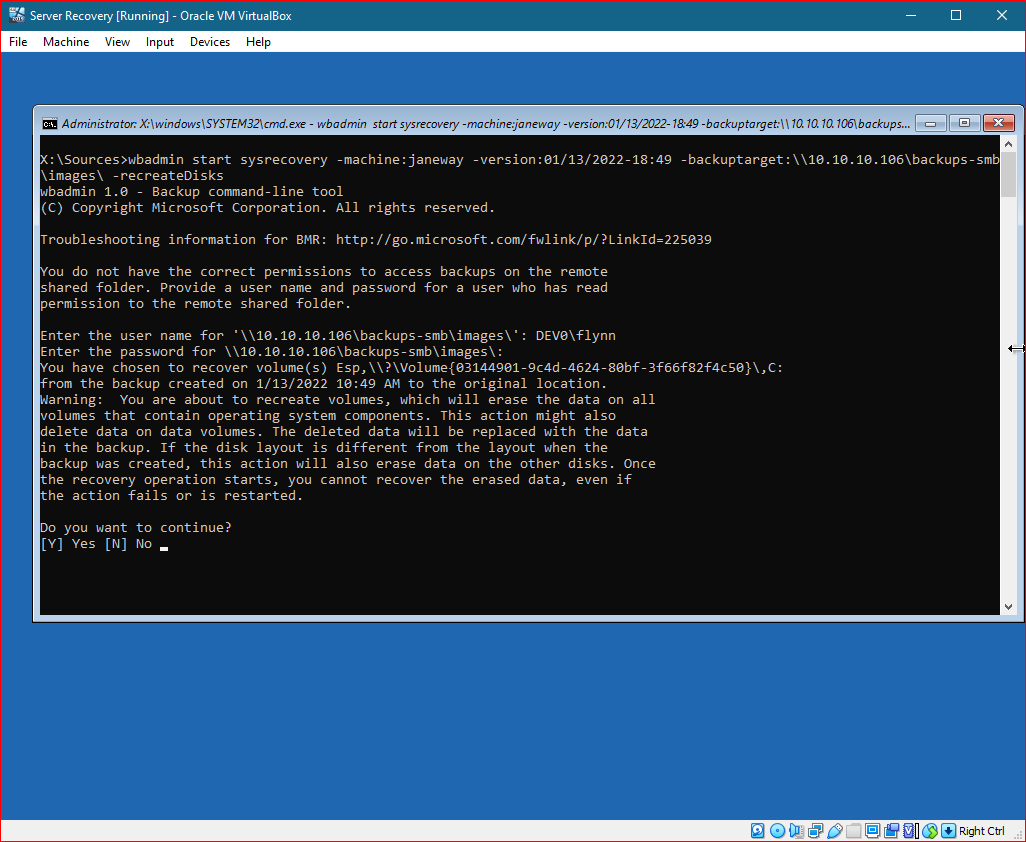 Server Recovery [Running] - Oracle VM VirtualBox
File Machine View Input Devices Help
Administrator: X:\windows\SYSTEM32\cmd.exe - wbadmin start sysrecovery -machine:janeway -version:01/13/2022-18:49 -backuptarget:\\10.10.10.106\backups...
X:\Sources>wbadmin start sysrecovery -machine:janeway -version:01/13/2022-18:49 -backuptarget:\\10.10.10.106\backups-smb
\images\ -recreateDisks
wbadmin 1.0 - Backup command-line tool
(C) Copyright Microsoft Corporation. All rights reserved.
Troubleshooting information for BMR: http://go.microsoft.com/fwlink/p/?LinkId=225039
You do not have the correct permissions to access backups on the remote
shared folder. Provide a user name and password for a user who has read
permission to the remote shared folder.
Enter the user name for '\\10.10.10.106\backups-smb\images\': DEV0\flynn
Enter the password for \\10.10.10.106\backups-smb\images\:
You have chosen to recover volume(s) Esp,\\?\Volume{03144901-9c4d-4624-80bf-3f66f82f4c50}\,C:
from the backup created on 1/13/2022 10:49 AM to the original location.
Warning:  You are about to recreate volumes, which will erase the data on all
volumes that contain operating system components. This action might also
delete data on data volumes. The deleted data will be replaced with the data
in the backup. If the disk layout is different from the layout when the
backup was created, this action will also erase data on the other disks. Once
the recovery operation starts, you cannot recover the erased data, even if
the action fails or is restarted.
Do you want to continue?
[Y] Yes [N] No
Right Ctrl